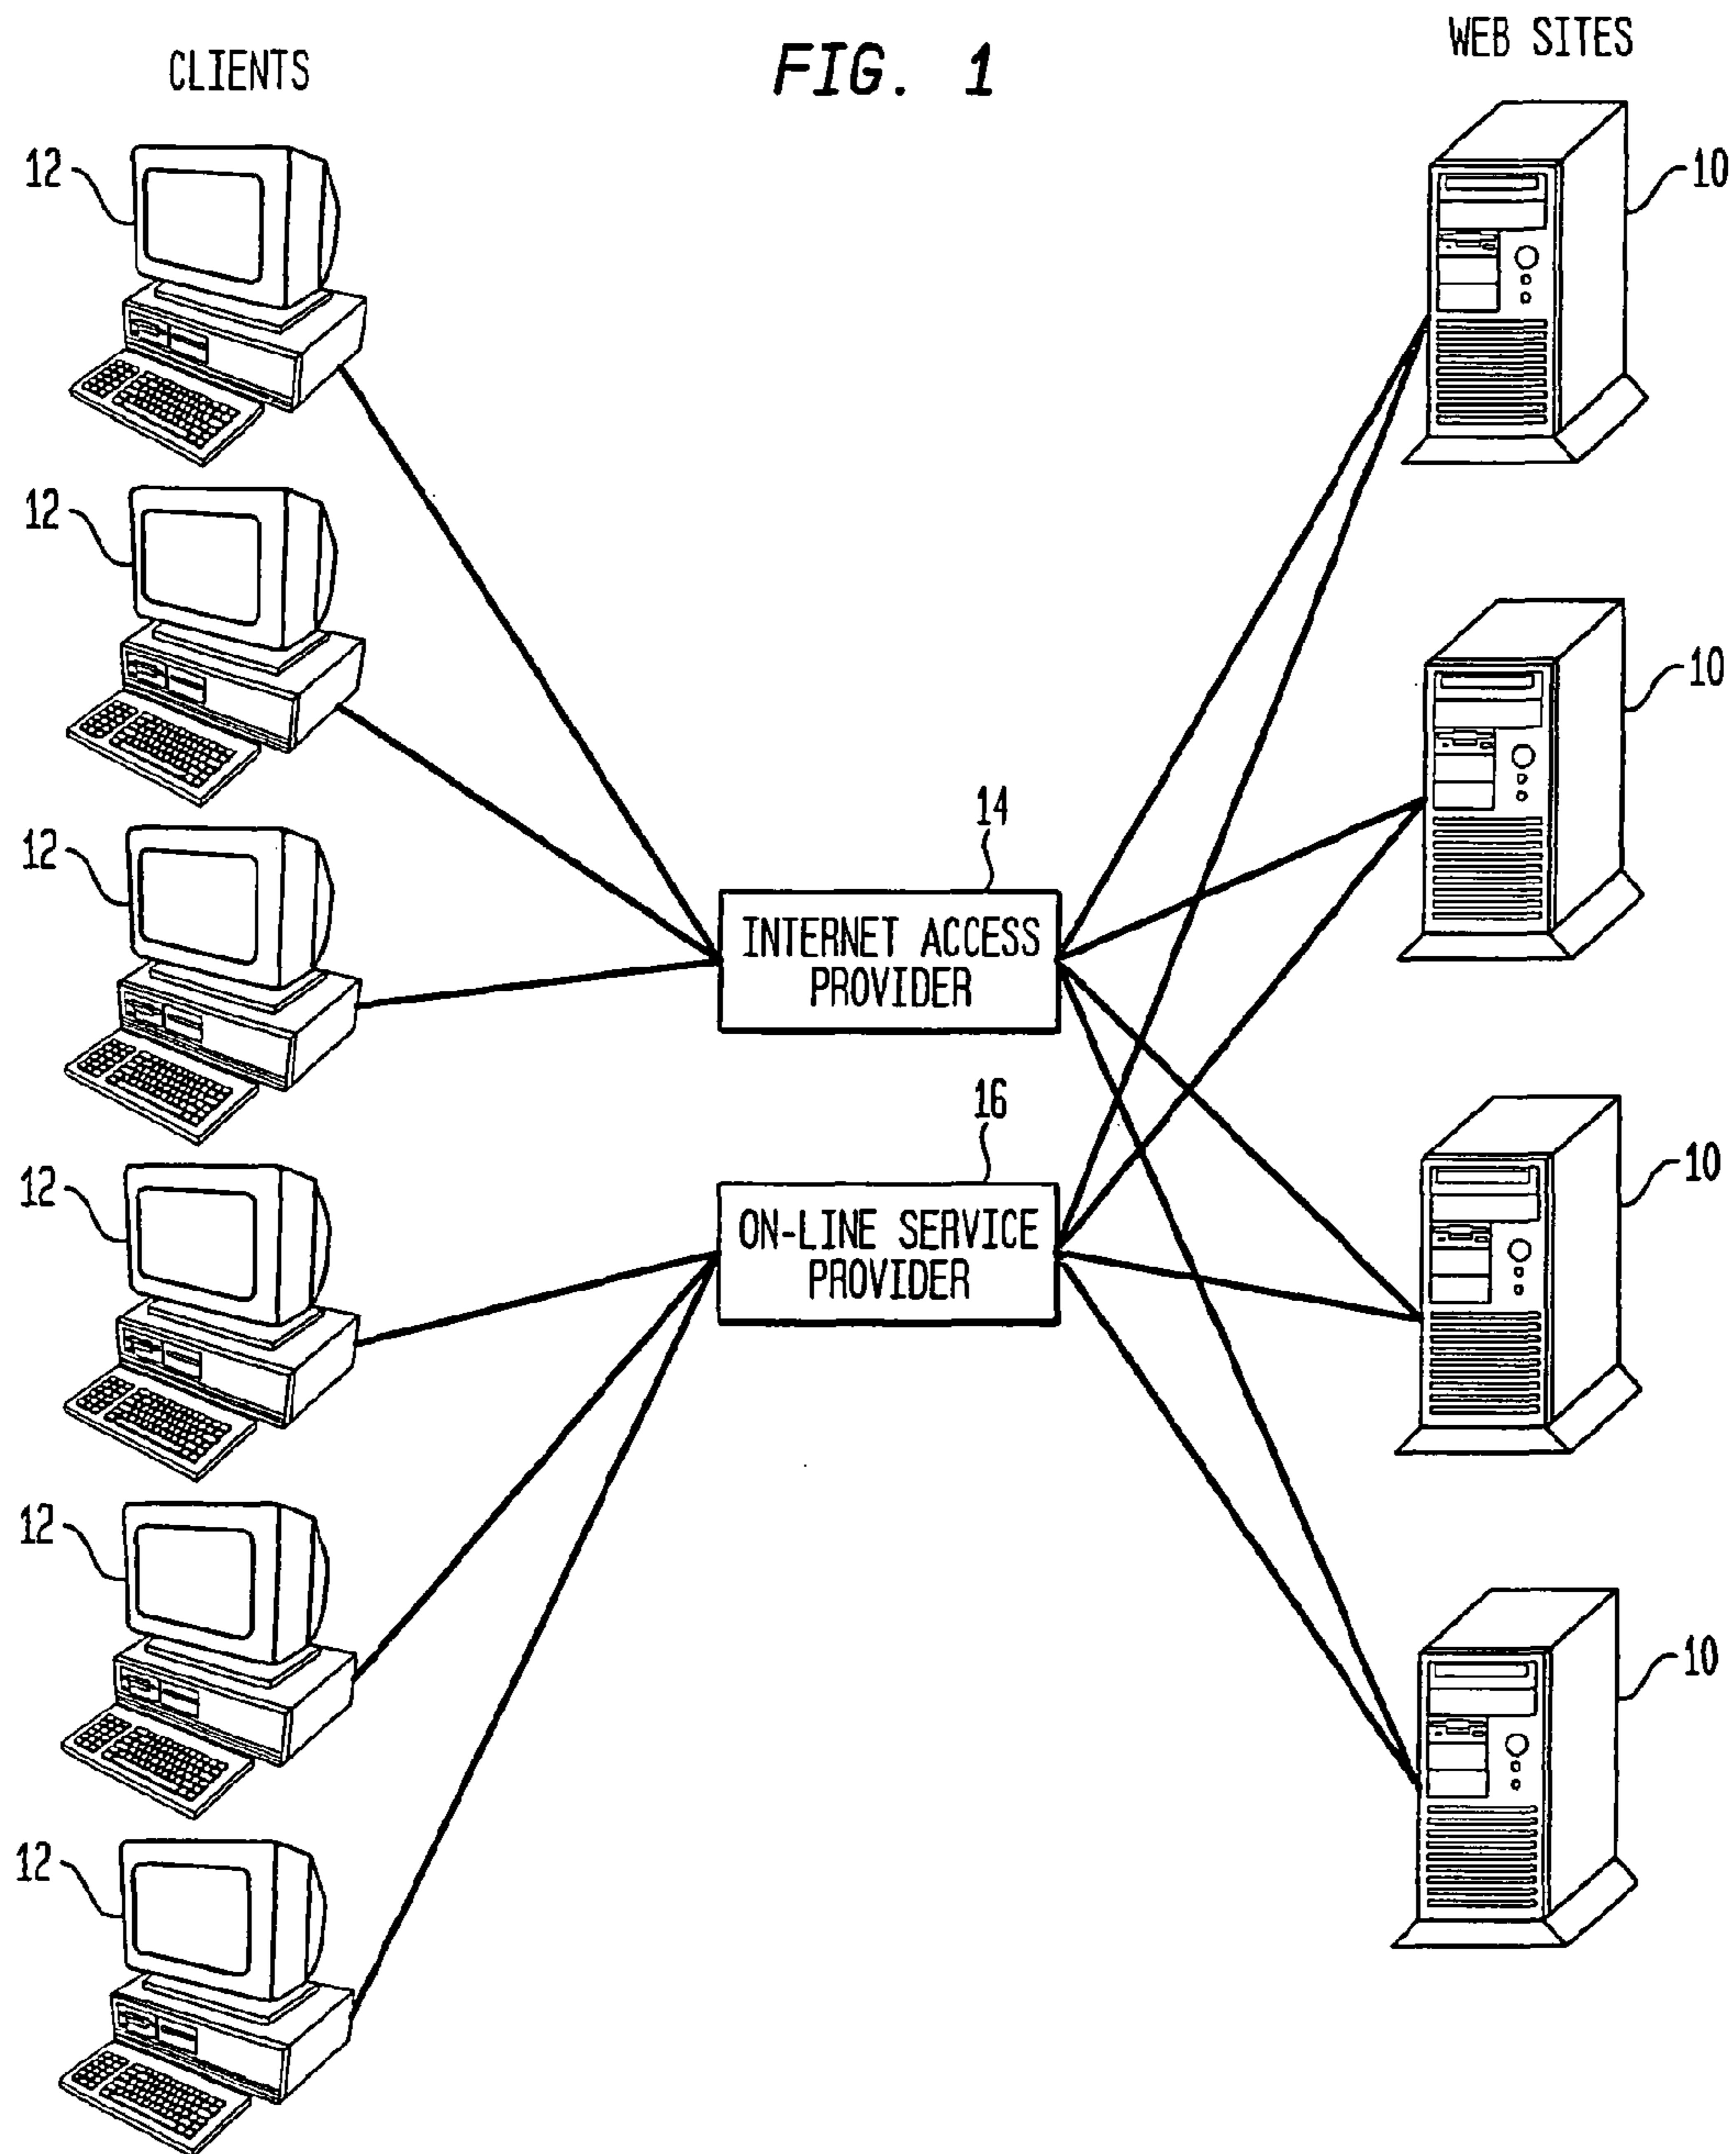 CLIENTS
FIG. 1
WEB SITES
12
10
12
10
12
14
INTERNET ACCESS
PROVIDER
16
12
10
ON-LINE SERVICE
PROVIDER
12
10
12